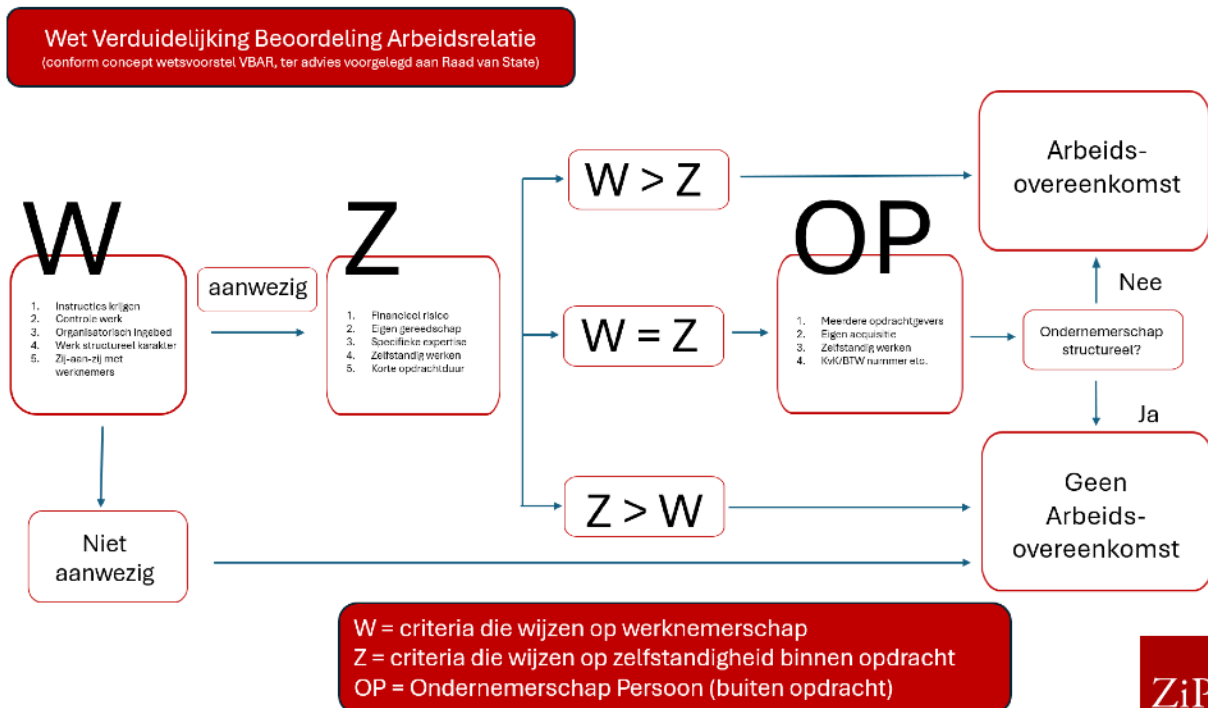 Wet Verduidelijking Beoordeling Arbeidsrelatie
(conform concept wetsvoorstel VBAR, ter advies voorgelegd aan Raad van State)
W
1. Instructies krijgen
2. Controle werk
3. Organisatorisch ingebed
4. Werk structureel karakter
5. Zij-aan-zij met
werknemers
aanwezig
Niet
aanwezig
Z
1. Financieel risico
2. Eigen gereedschap
3. Specifieke expertise
4. Zelfstandig werken
5. Korte opdrachtduur
W > Z
W = Z
Z > W
OP
1. Meerdere opdrachtgevers
2. Eigen acquisitie
3. Zelfstandig werken
4. KvK/BTW nummer etc.
Arbeids-
overeenkomst
Nee
Ondernemerschap
structureel?
Ja
Geen
Arbeids-
overeenkomst
W = criteria die wijzen op werknemerschap
Z = criteria die wijzen op zelfstandigheid binnen opdracht
OP = Ondernemerschap Persoon (buiten opdracht)
ZiP